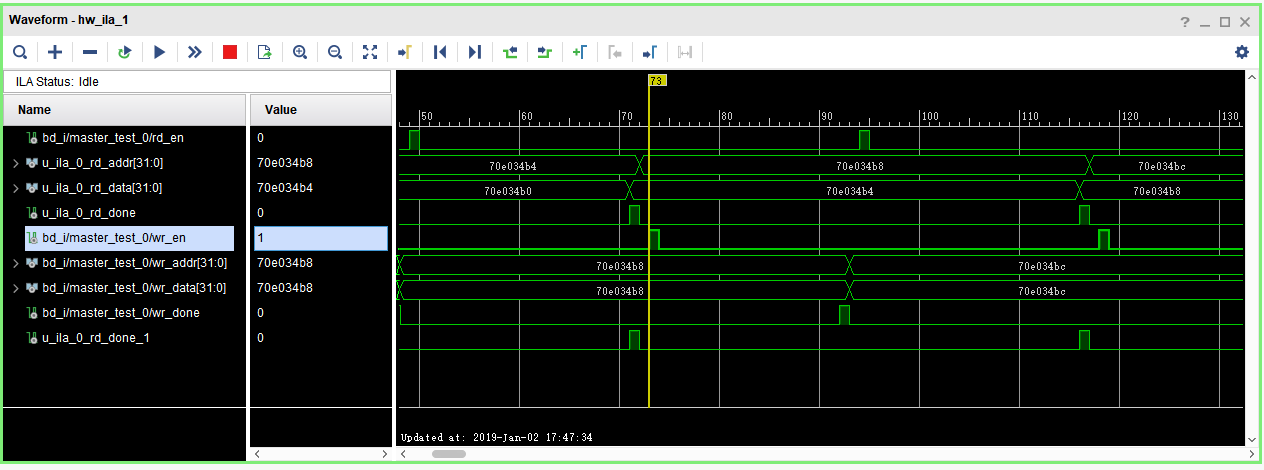 Waveform - hw_ila_1
ILA Status: Idle
Name Value
73
50 60 70 80 90 100 110 120 130
bd_i/master_test_0/rd_en 0
u_ila_0_rd_addr[31:0] 70e034b8 70e034b4 70e034b8 70e034bc
u_ila_0_rd_data[31:0] 70e034b4 70e034b0 70e034b4 70e034b8
u_ila_0_rd_done 0
bd_i/master_test_0/wr_en 1
bd_i/master_test_0/wr_addr[31:0] 70e034b8 70e034b8 70e034bc
bd_i/master_test_0/wr_data[31:0] 70e034b8 70e034b8 70e034bc
bd_i/master_test_0/wr_done 0
u_ila_0_rd_done_1 0
Updated at: 2019-Jan-02 17:47:34